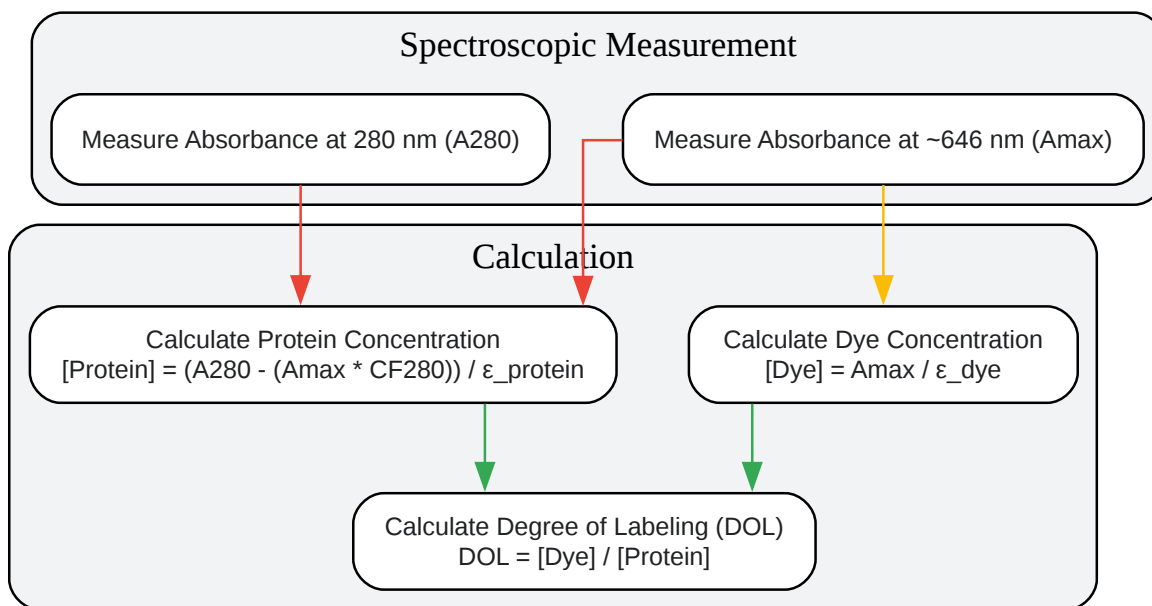 Spectroscopic Measurement
Measure Absorbance at 280 nm (A280)
Measure Absorbance at ~646 nm (Amax)
Calculation
Calculate Protein Concentration
[Protein] = (A280 - (Amax * CF280)) / ε_protein
Calculate Dye Concentration
[Dye] = Amax / ε_dye
Calculate Degree of Labeling (DOL)
DOL = [Dye] / [Protein]